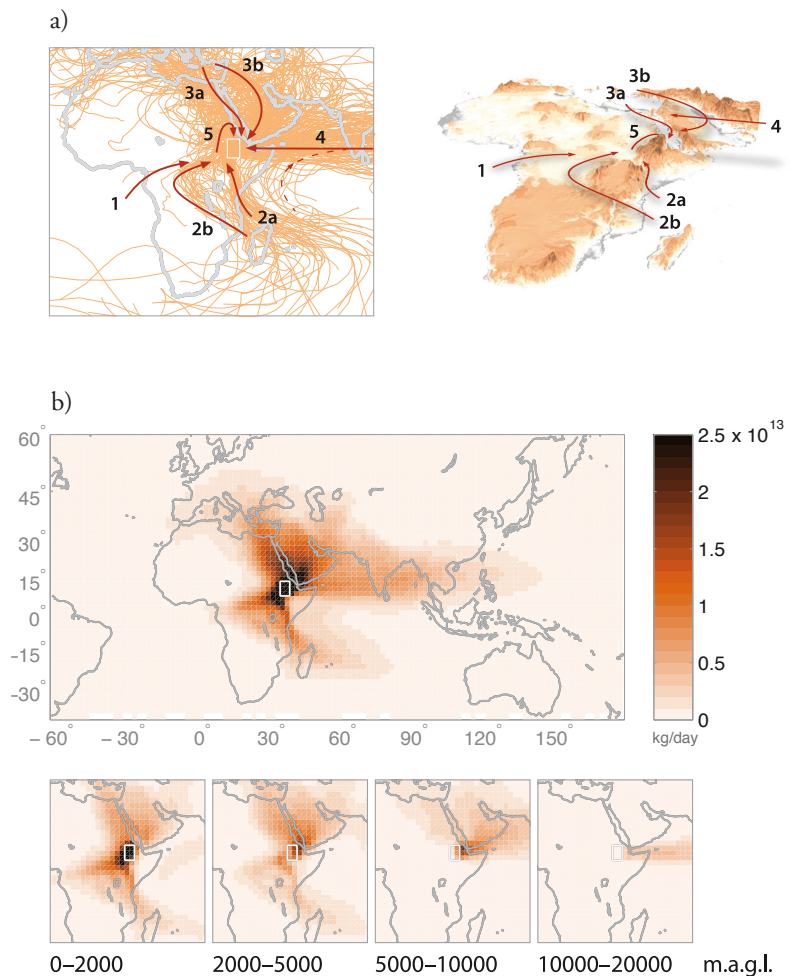 a)
3b
3a
5
4
1
2a
2b
3b
3a
4
5
1
2a
2b
b)
60°
45°
30°
15°
0°
-15°
-30°
- 60°
- 30°
0°
30°
60°
90°
120°
150°
2.5 x 10^13
2
1.5
1
0.5
0
kg/day
0–2000
2000–5000
5000–10000
10000–20000
m.a.g.l.